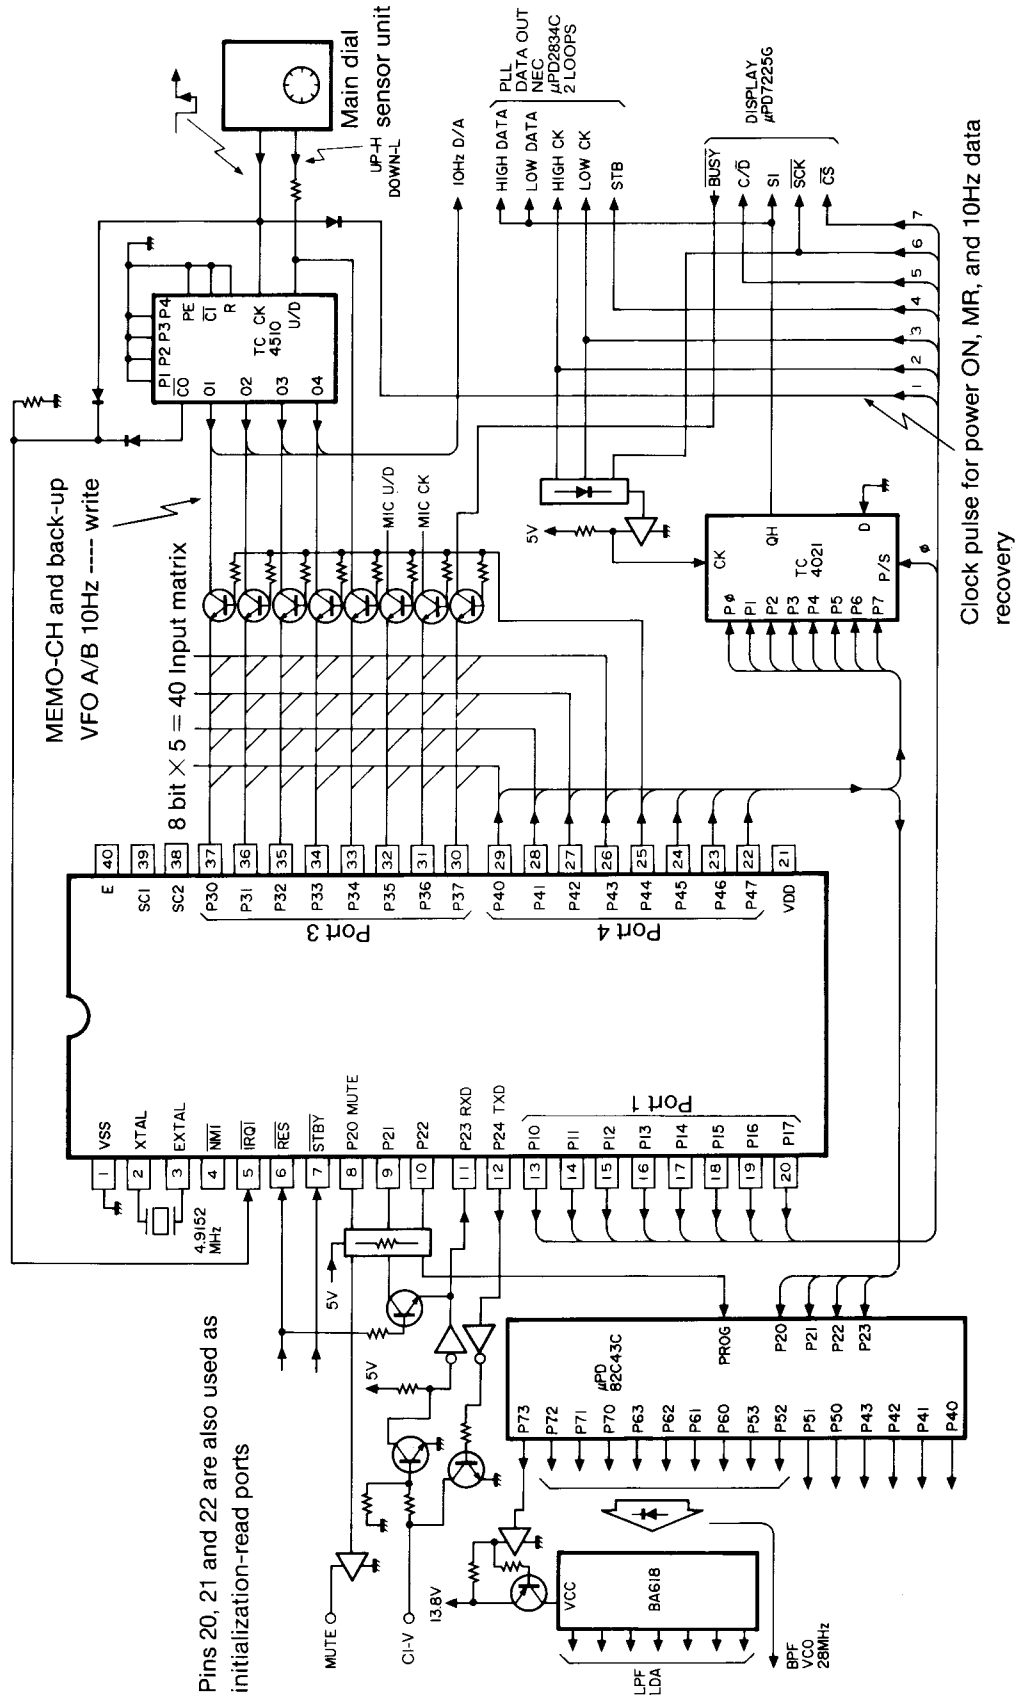 Pins 20, 21 and 22 are also used as
initialization-read ports
MEMO-CH and back-up
VFO A/B 10Hz ---- write
8 bit × 5 = 40 Input matrix
Main dial
sensor unit
UP-H
DOWN-L
P1 P2 P3 P4
PE
CI
R
CO
TC
4510
CK
U/D
O1
O2
O3
O4
10Hz D/A
MIC U/D
MIC CK
PLL
DATA OUT
NEC
μPD2834C
2 LOOPS
HIGH DATA
LOW DATA
HIGH CK
LOW CK
STB
DISPLAY
μPD7225G
BUSY
C/D
SI
SCK
CS
1
2
3
4
5
6
7
Clock pulse for power ON, MR, and 10Hz data
recovery
5V
CK
QH
TC
4021
D
P/S
ø
Pø
P1
P2
P3
P4
P5
P6
P7
40 E
39 SC1
38 SC2
37 P30
36 P31
35 P32
34 P33
33 P34
32 P35
31 P36
30 P37
Port 3
29 P40
28 P41
27 P42
26 P43
25 P44
24 P45
23 P46
22 P47
Port 4
21 VDD
1 VSS
2 XTAL
3 EXTAL
4 NMI
5 IRQ1
6 RES
7 STBY
8 P20 MUTE
9 P21
10 P22
11 P23 RXD
12 P24 TXD
13 P10
14 P11
15 P12
16 P13
17 P14
18 P15
19 P16
20 P17
Port 1
4.9152
MHz
5V
5V
MUTE
CI-V
13.8V
μPD
82C43C
PROG
P20
P21
P22
P23
P73
P72
P71
P70
P63
P62
P61
P60
P53
P52
P51
P50
P43
P42
P41
P40
VCC
BA618
LPF
LDA
BPF
VCO
28MHz